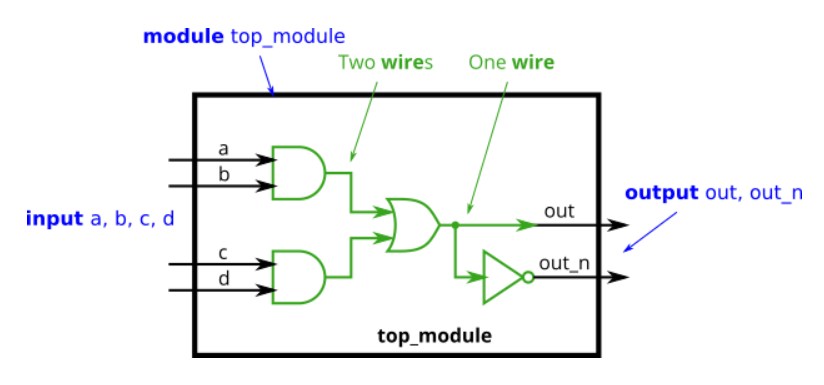 module top_module
Two wires
One wire
a
b
input a, b, c, d
output out, out_n
out
c
d
out_n
top_module